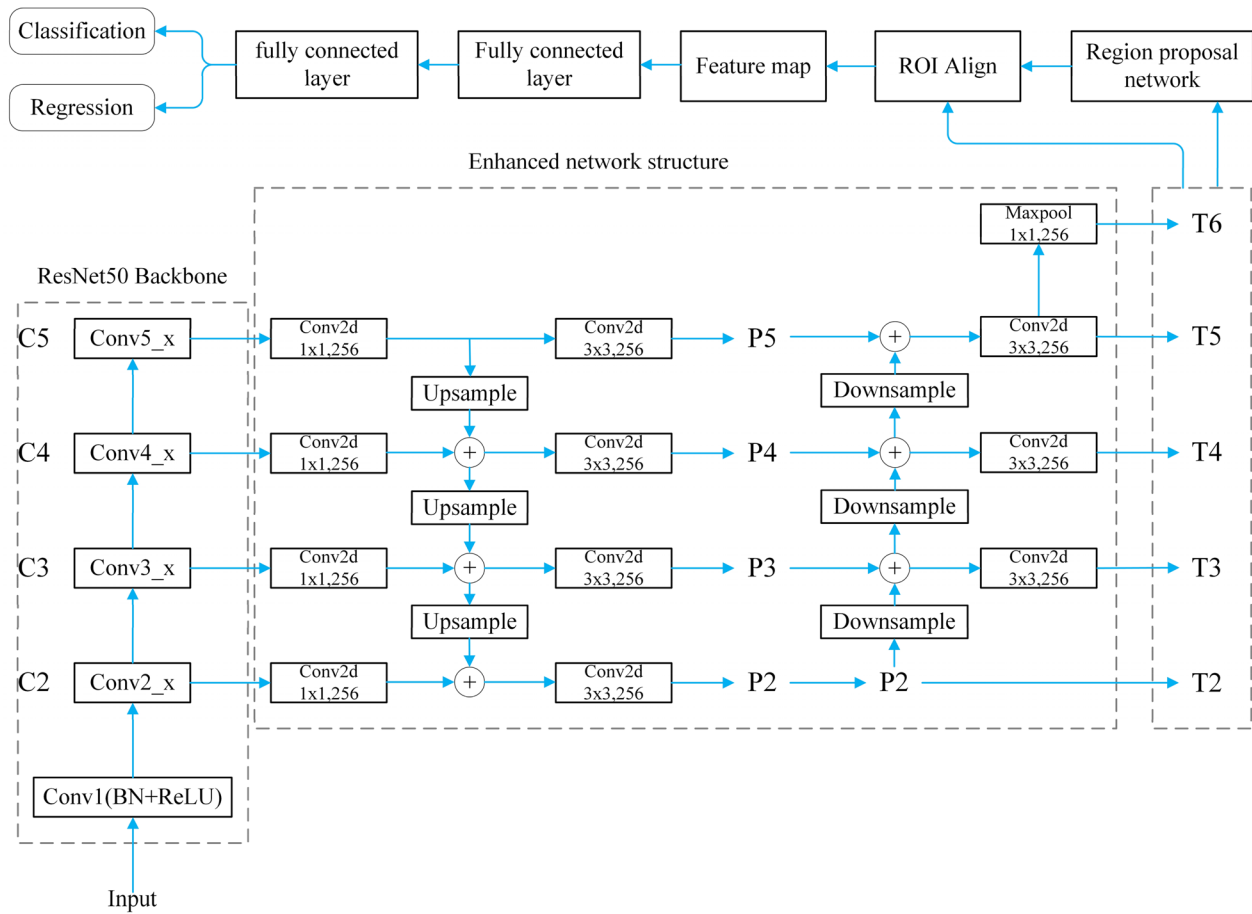 Classification
Regression
fully connected
layer
Fully connected
layer
Feature map
ROI Align
Region proposal
network
Enhanced network structure
ResNet50 Backbone
Maxpool
1x1,256
T6
C5
Conv5_x
Conv2d
1x1,256
Conv2d
3x3,256
P5
+
Conv2d
3x3,256
T5
Upsample
Downsample
C4
Conv4_x
Conv2d
1x1,256
+
Conv2d
3x3,256
P4
+
Conv2d
3x3,256
T4
Upsample
Downsample
C3
Conv3_x
Conv2d
1x1,256
+
Conv2d
3x3,256
P3
+
Conv2d
3x3,256
T3
Upsample
Downsample
C2
Conv2_x
Conv2d
1x1,256
+
Conv2d
3x3,256
P2
P2
T2
Conv1(BN+ReLU)
Input